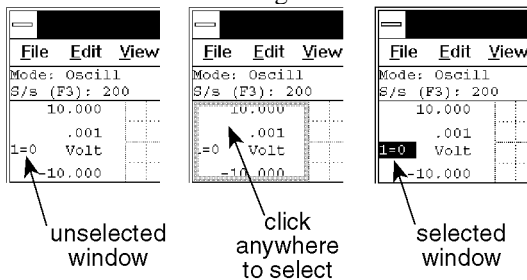 File Edit View
Mode: Oscill
S/s (F3): 200
10.000
.001
1=0 Volt
-10.000
unselected
window
File Edit View
Mode: Oscill
S/s (F3): 200
10.000
.001
1=0 Volt
-10.000
click
anywhere
to select
File Edit View
Mode: Oscill
S/s (F3): 200
10.000
.001
1=0 Volt
-10.000
selected
window